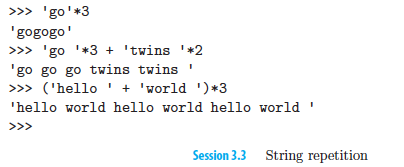 >>> 'go'*3
'gogogo'
>>> 'go '*3 + 'twins '*2
'go go go twins twins '
>>> ('hello ' + 'world ')*3
'hello world hello world hello world '
>>>
Session 3.3 String repetition